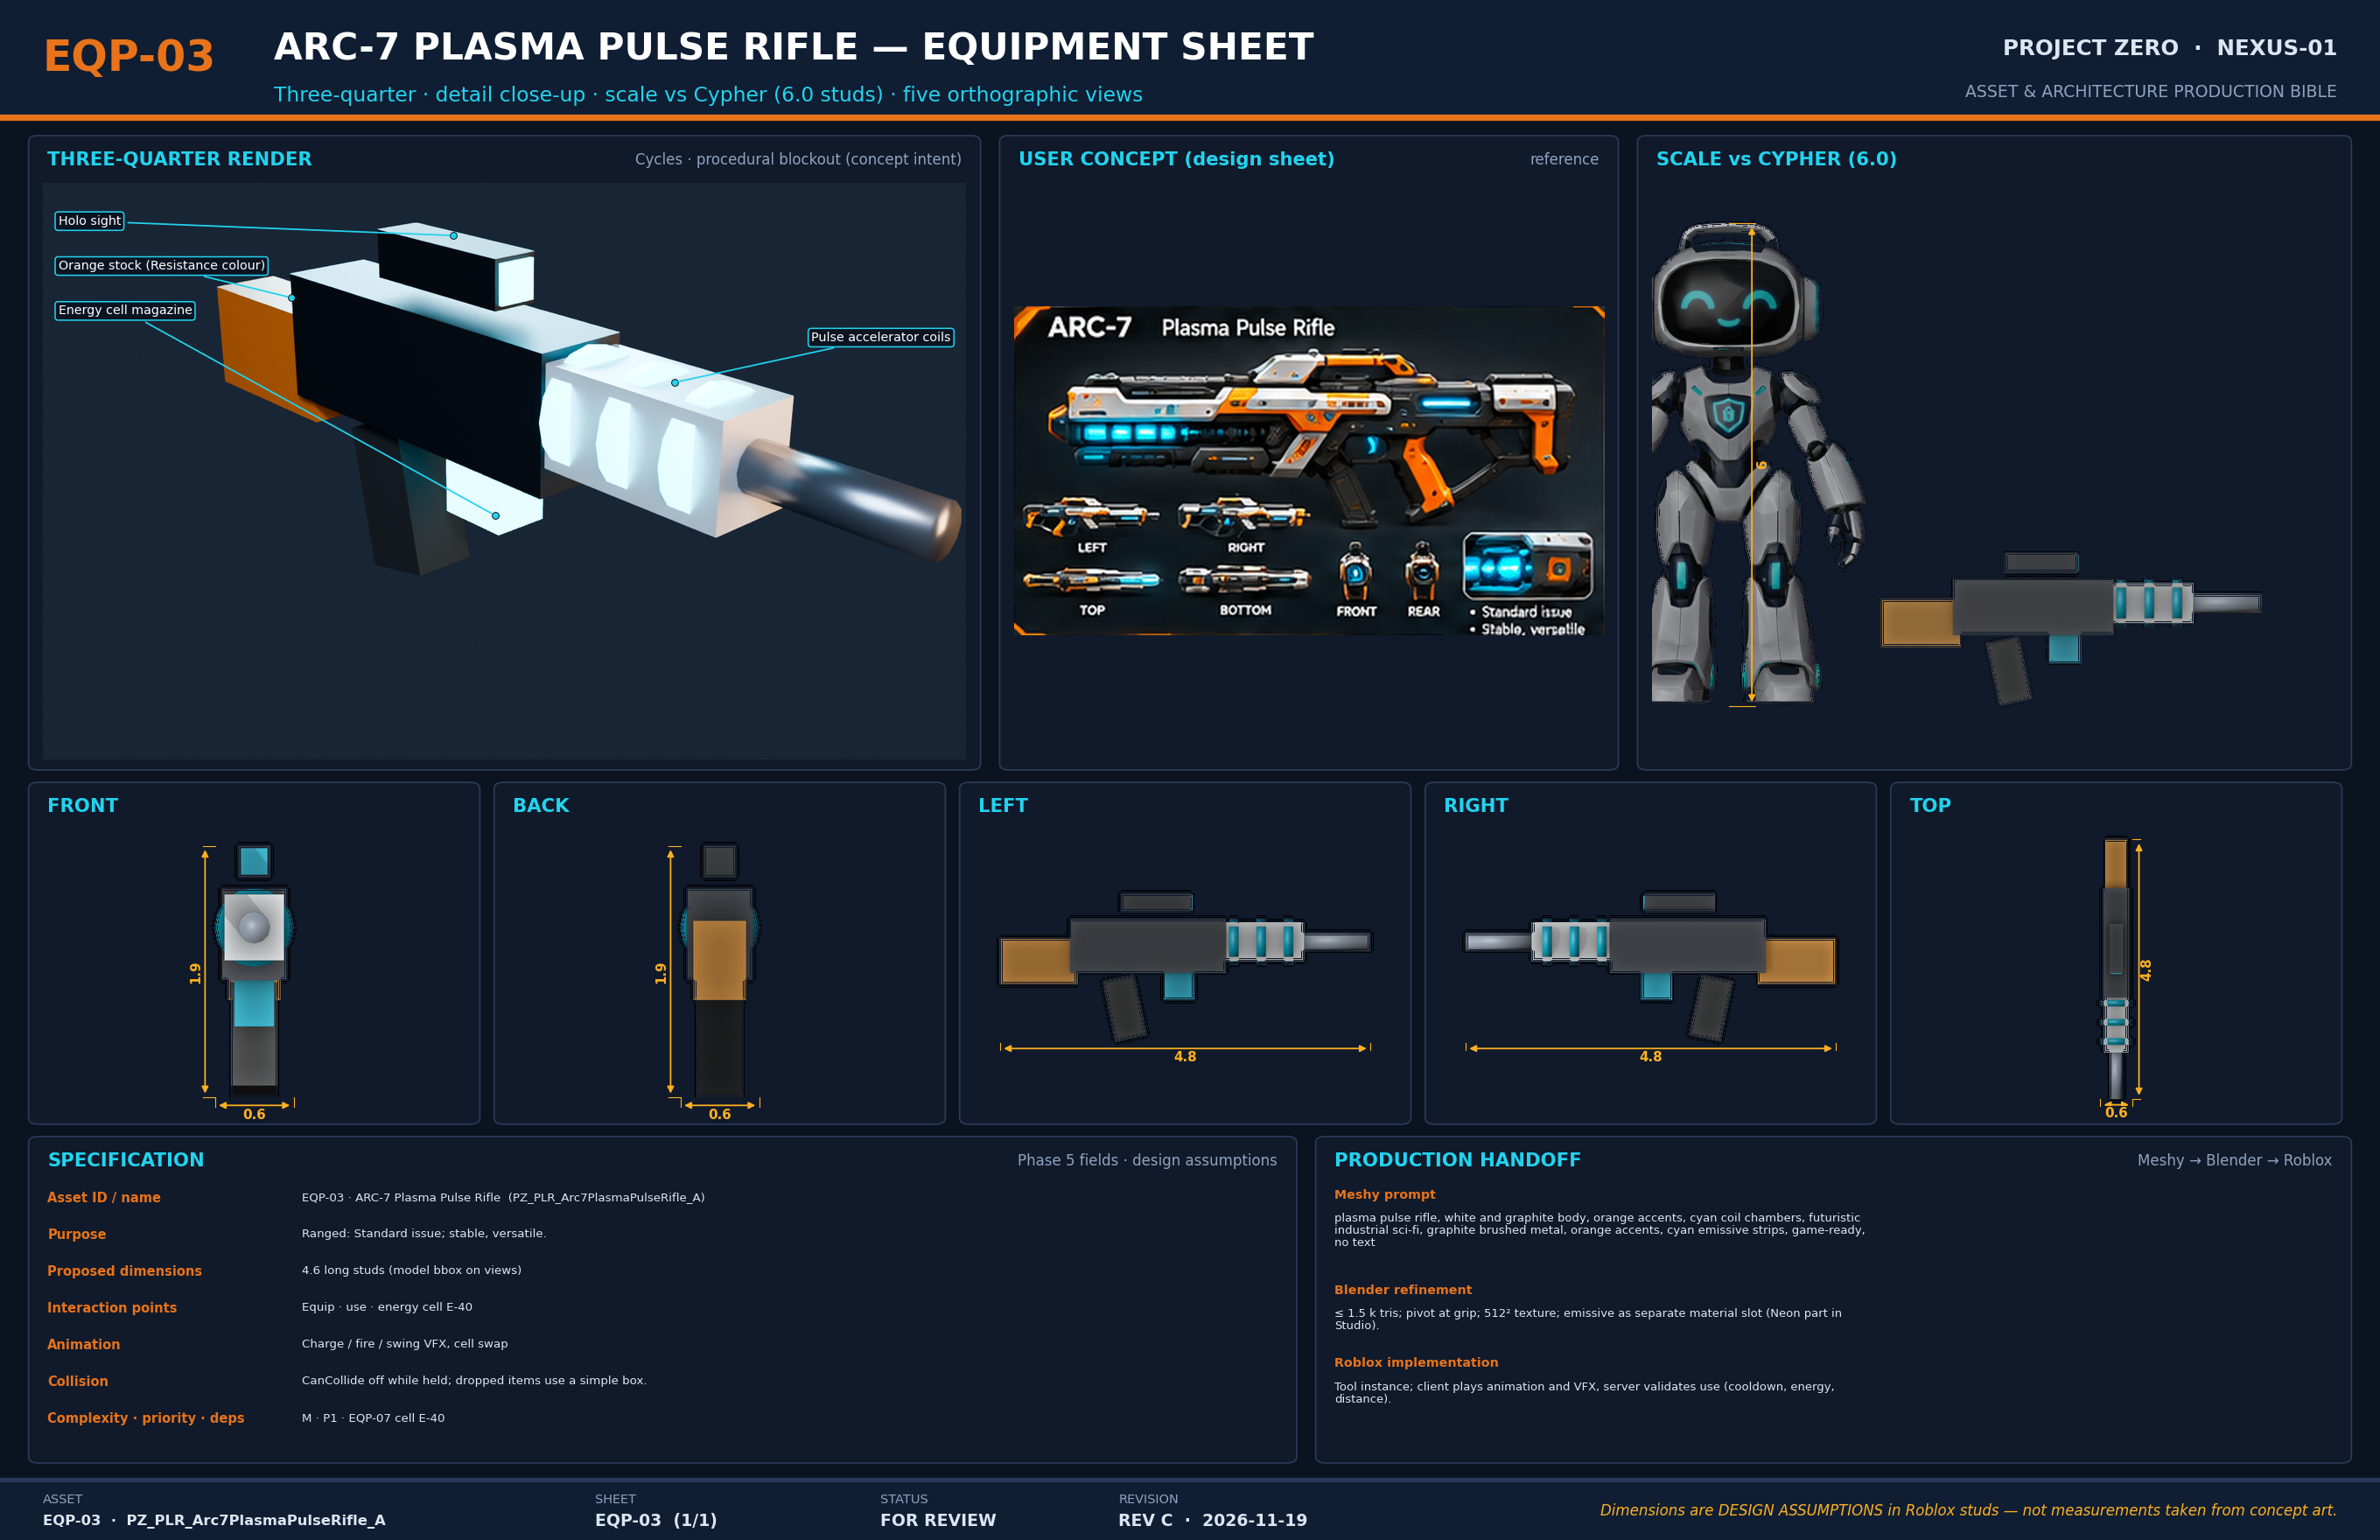 EQP-03
ARC-7 PLASMA PULSE RIFLE — EQUIPMENT SHEET
Three-quarter · detail close-up · scale vs Cypher (6.0 studs) · five orthographic views
PROJECT ZERO · NEXUS-01
ASSET & ARCHITECTURE PRODUCTION BIBLE
THREE-QUARTER RENDER
Cycles · procedural blockout (concept intent)
Holo sight
Orange stock (Resistance colour)
Energy cell magazine
Pulse accelerator coils
USER CONCEPT (design sheet)
reference
ARC-7 Plasma Pulse Rifle
LEFT
RIGHT
TOP
BOTTOM
FRONT
REAR
• Standard issue
• Stable, versatile
SCALE vs CYPHER (6.0)
6
FRONT
1.9
0.6
BACK
1.9
0.6
LEFT
4.8
RIGHT
4.8
TOP
4.8
0.6
SPECIFICATION
Phase 5 fields · design assumptions
Asset ID / name
EQP-03 · ARC-7 Plasma Pulse Rifle (PZ_PLR_Arc7PlasmaPulseRifle_A)
Purpose
Ranged: Standard issue; stable, versatile.
Proposed dimensions
4.6 long studs (model bbox on views)
Interaction points
Equip · use · energy cell E-40
Animation
Charge / fire / swing VFX, cell swap
Collision
CanCollide off while held; dropped items use a simple box.
Complexity · priority · deps
M · P1 · EQP-07 cell E-40
PRODUCTION HANDOFF
Meshy → Blender → Roblox
Meshy prompt
plasma pulse rifle, white and graphite body, orange accents, cyan coil chambers, futuristic
industrial sci-fi, graphite brushed metal, orange accents, cyan emissive strips, game-ready,
no text
Blender refinement
≤ 1.5 k tris; pivot at grip; 512² texture; emissive as separate material slot (Neon part in
Studio).
Roblox implementation
Tool instance; client plays animation and VFX, server validates use (cooldown, energy,
distance).
ASSET
EQP-03 · PZ_PLR_Arc7PlasmaPulseRifle_A
SHEET
EQP-03 (1/1)
STATUS
FOR REVIEW
REVISION
REV C · 2026-11-19
Dimensions are DESIGN ASSUMPTIONS in Roblox studs — not measurements taken from concept art.